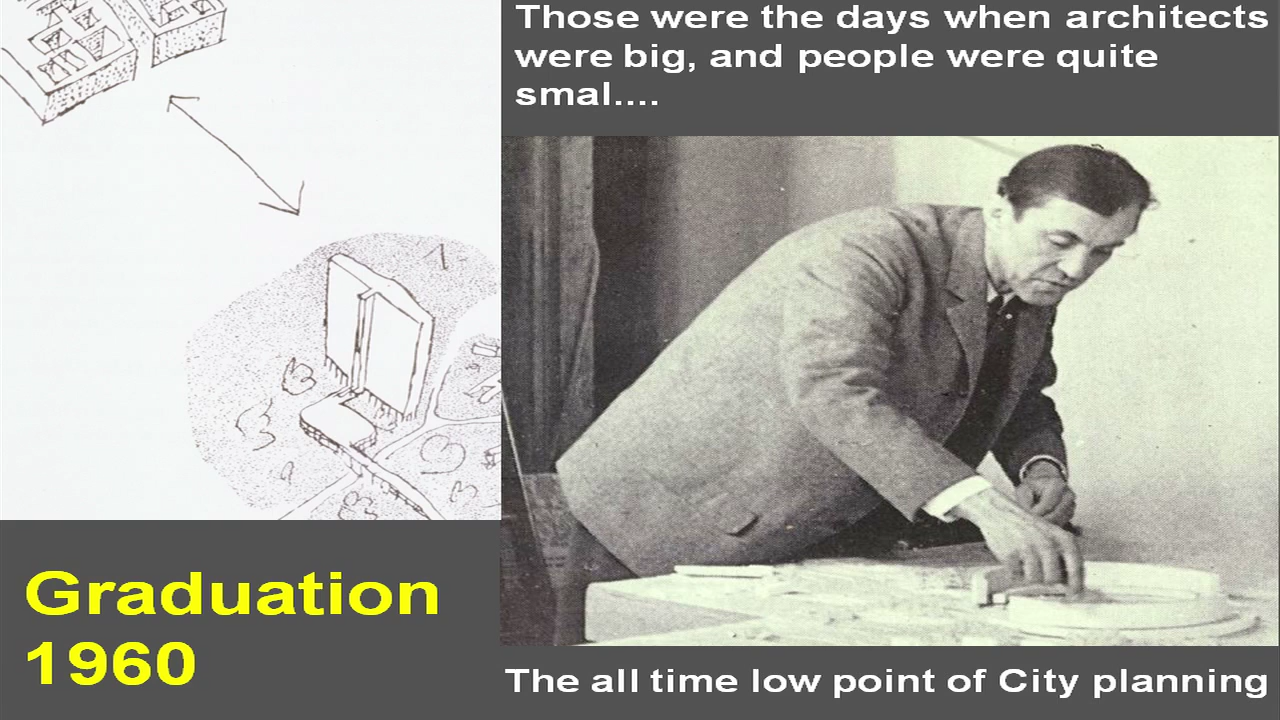 Those were the days when architects
were big, and people were quite
smal....
Graduation
1960
The all time low point of City planning